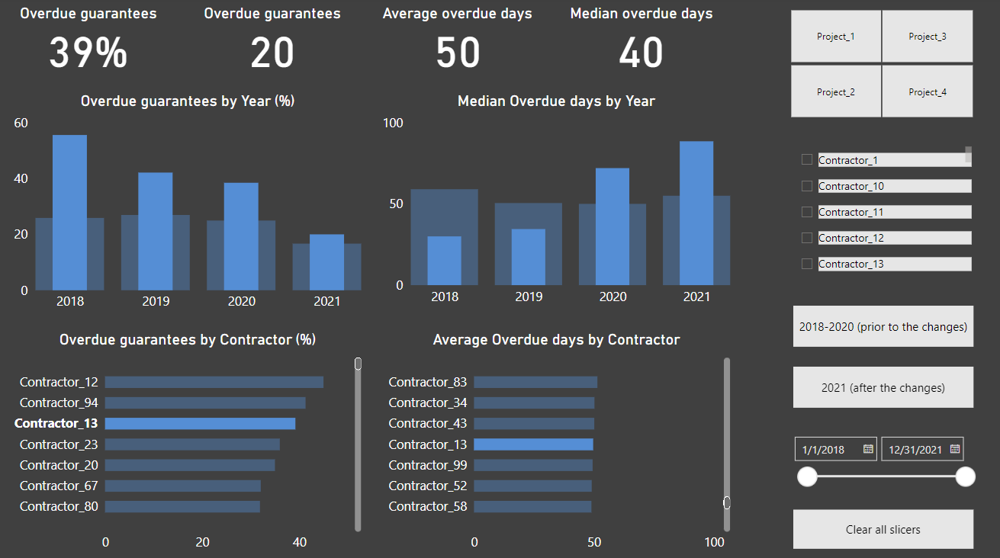 Overdue guarantees
39%
Overdue guarantees
20
Average overdue days
50
Median overdue days
40
Overdue guarantees by Year (%)
60
40
20
0
2018 2019 2020 2021
Median Overdue days by Year
100
50
0
2018 2019 2020 2021
Overdue guarantees by Contractor (%)
Contractor_12
Contractor_94
Contractor_13
Contractor_23
Contractor_20
Contractor_67
Contractor_80
0 20 40
Average Overdue days by Contractor
Contractor_83
Contractor_34
Contractor_43
Contractor_13
Contractor_99
Contractor_52
Contractor_58
0 50 100
Project_1 Project_3
Project_2 Project_4
Contractor_1
Contractor_10
Contractor_11
Contractor_12
Contractor_13
2018-2020 (prior to the changes)
2021 (after the changes)
1/1/2018 12/31/2021
Clear all slicers